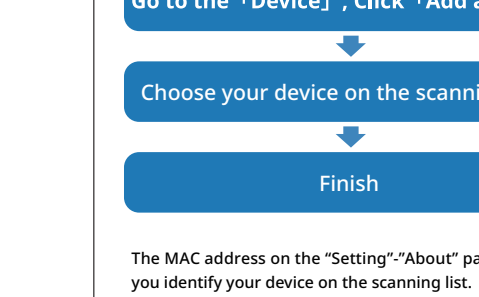 Go to the「Device」, Click「Add a
Choose your device on the scanni
Finish
The MAC address on the “Setting”-”About” pa
you identify your device on the scanning list.